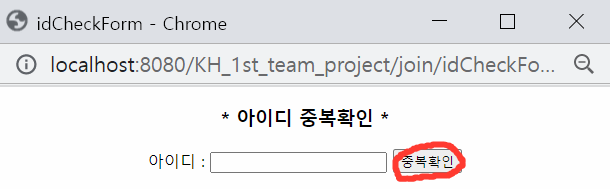 idCheckForm - Chrome
localhost:8080/KH_1st_team_project/join/idCheckFo...
* 아이디 중복확인 *
아이디 : 중복확인